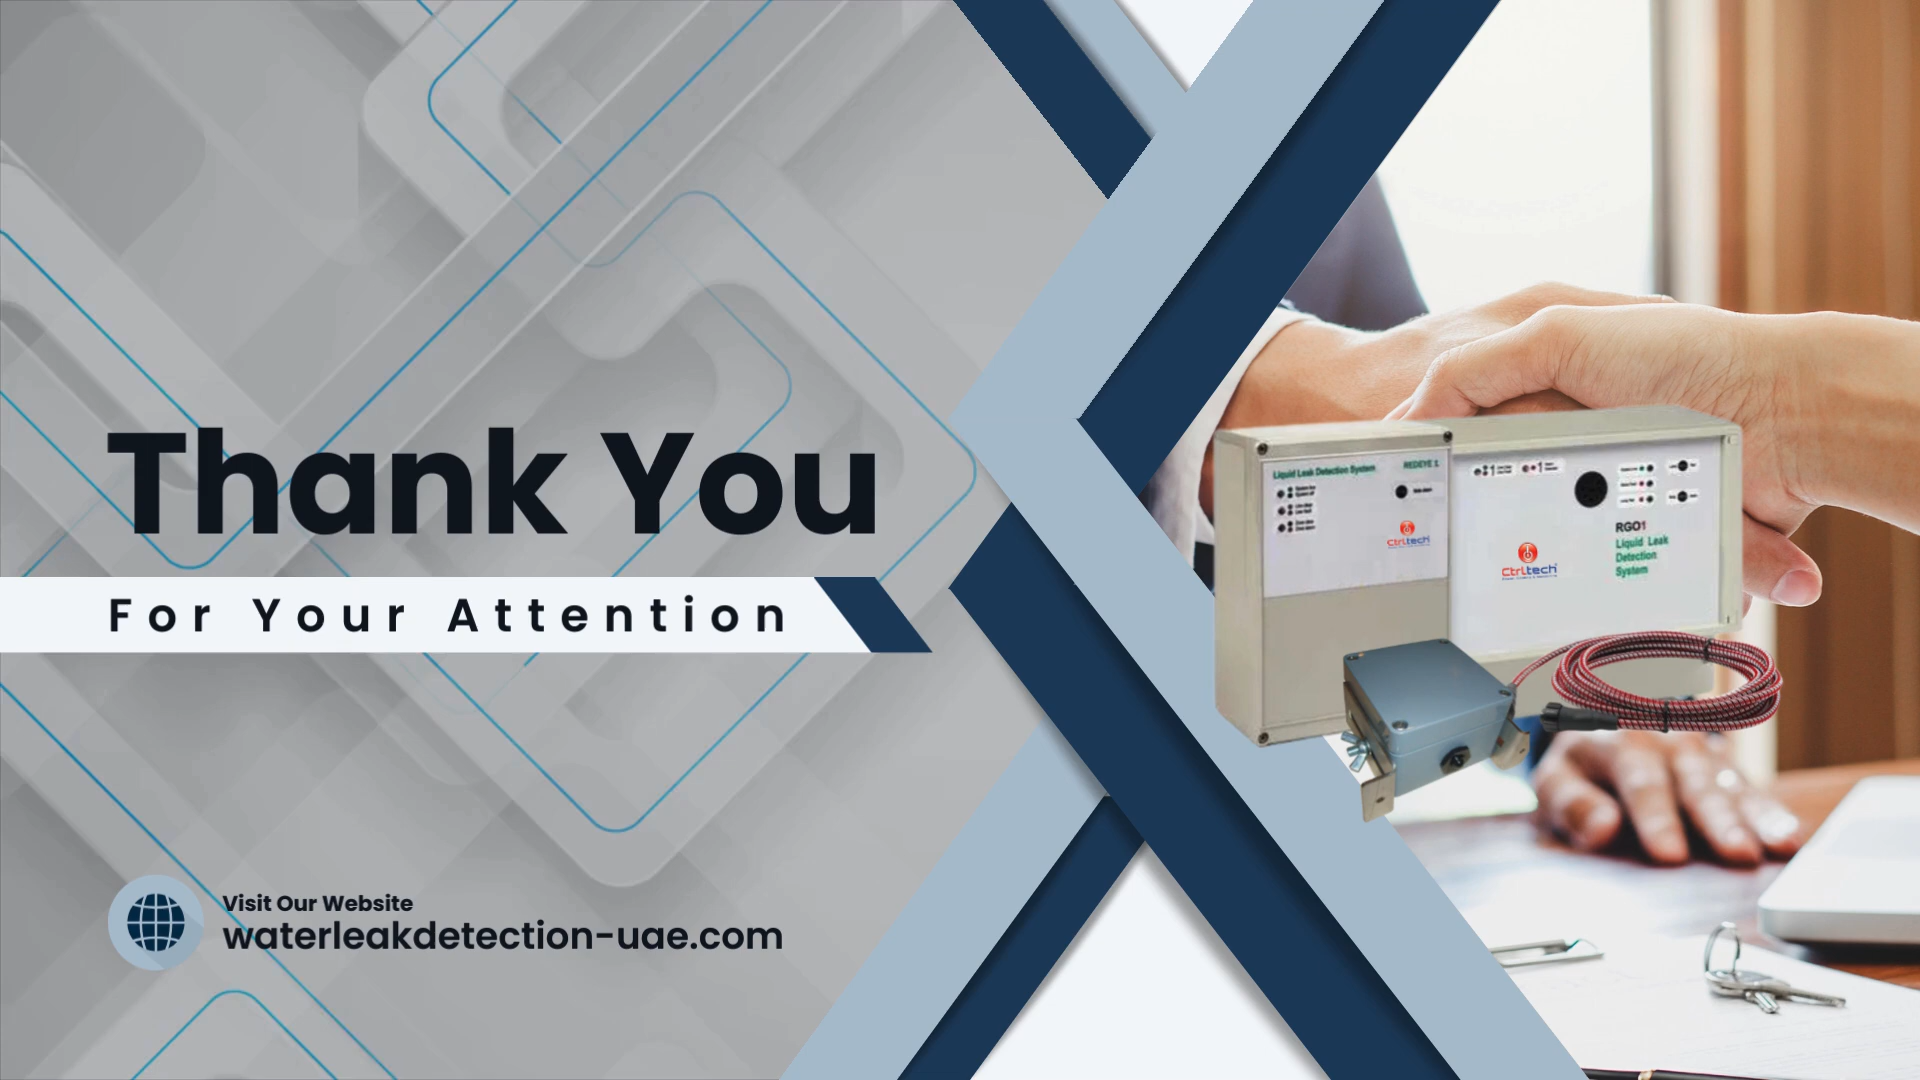 Thank You
For Your Attention
Visit Our Website
waterleakdetection-uae.com
Liquid Leak Detection System
REDEYE 1
Ctrltech
RGO1
Liquid Leak
Detection
System
Ctrltech